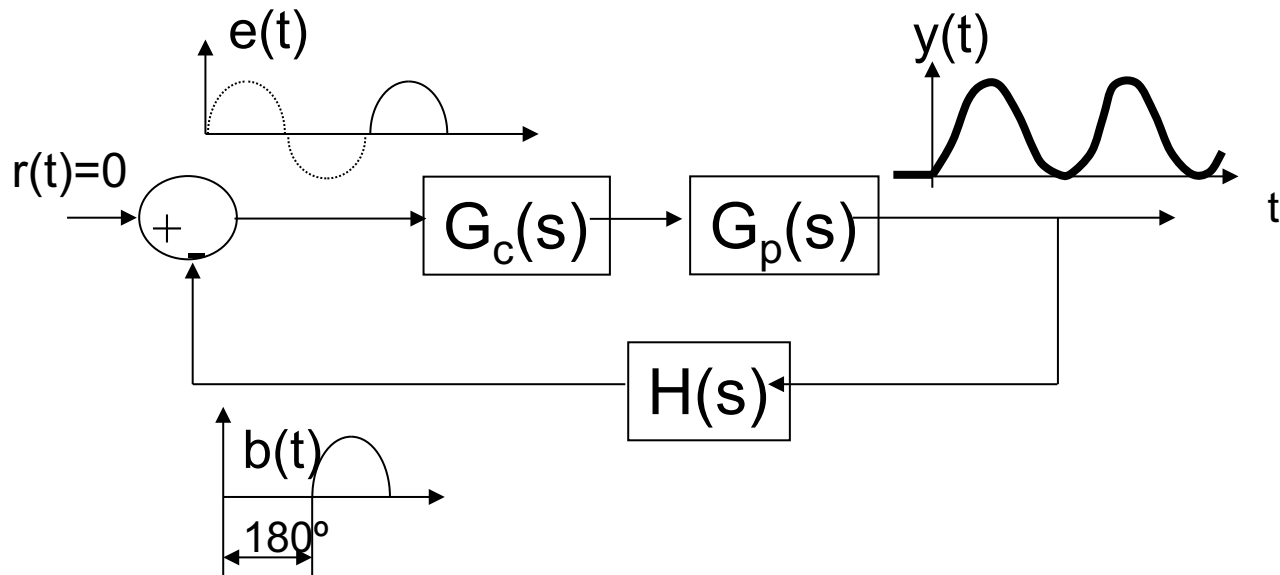 e(t)
y(t)
r(t)=0
+
-
G_c(s)
G_p(s)
t
H(s)
b(t)
180º